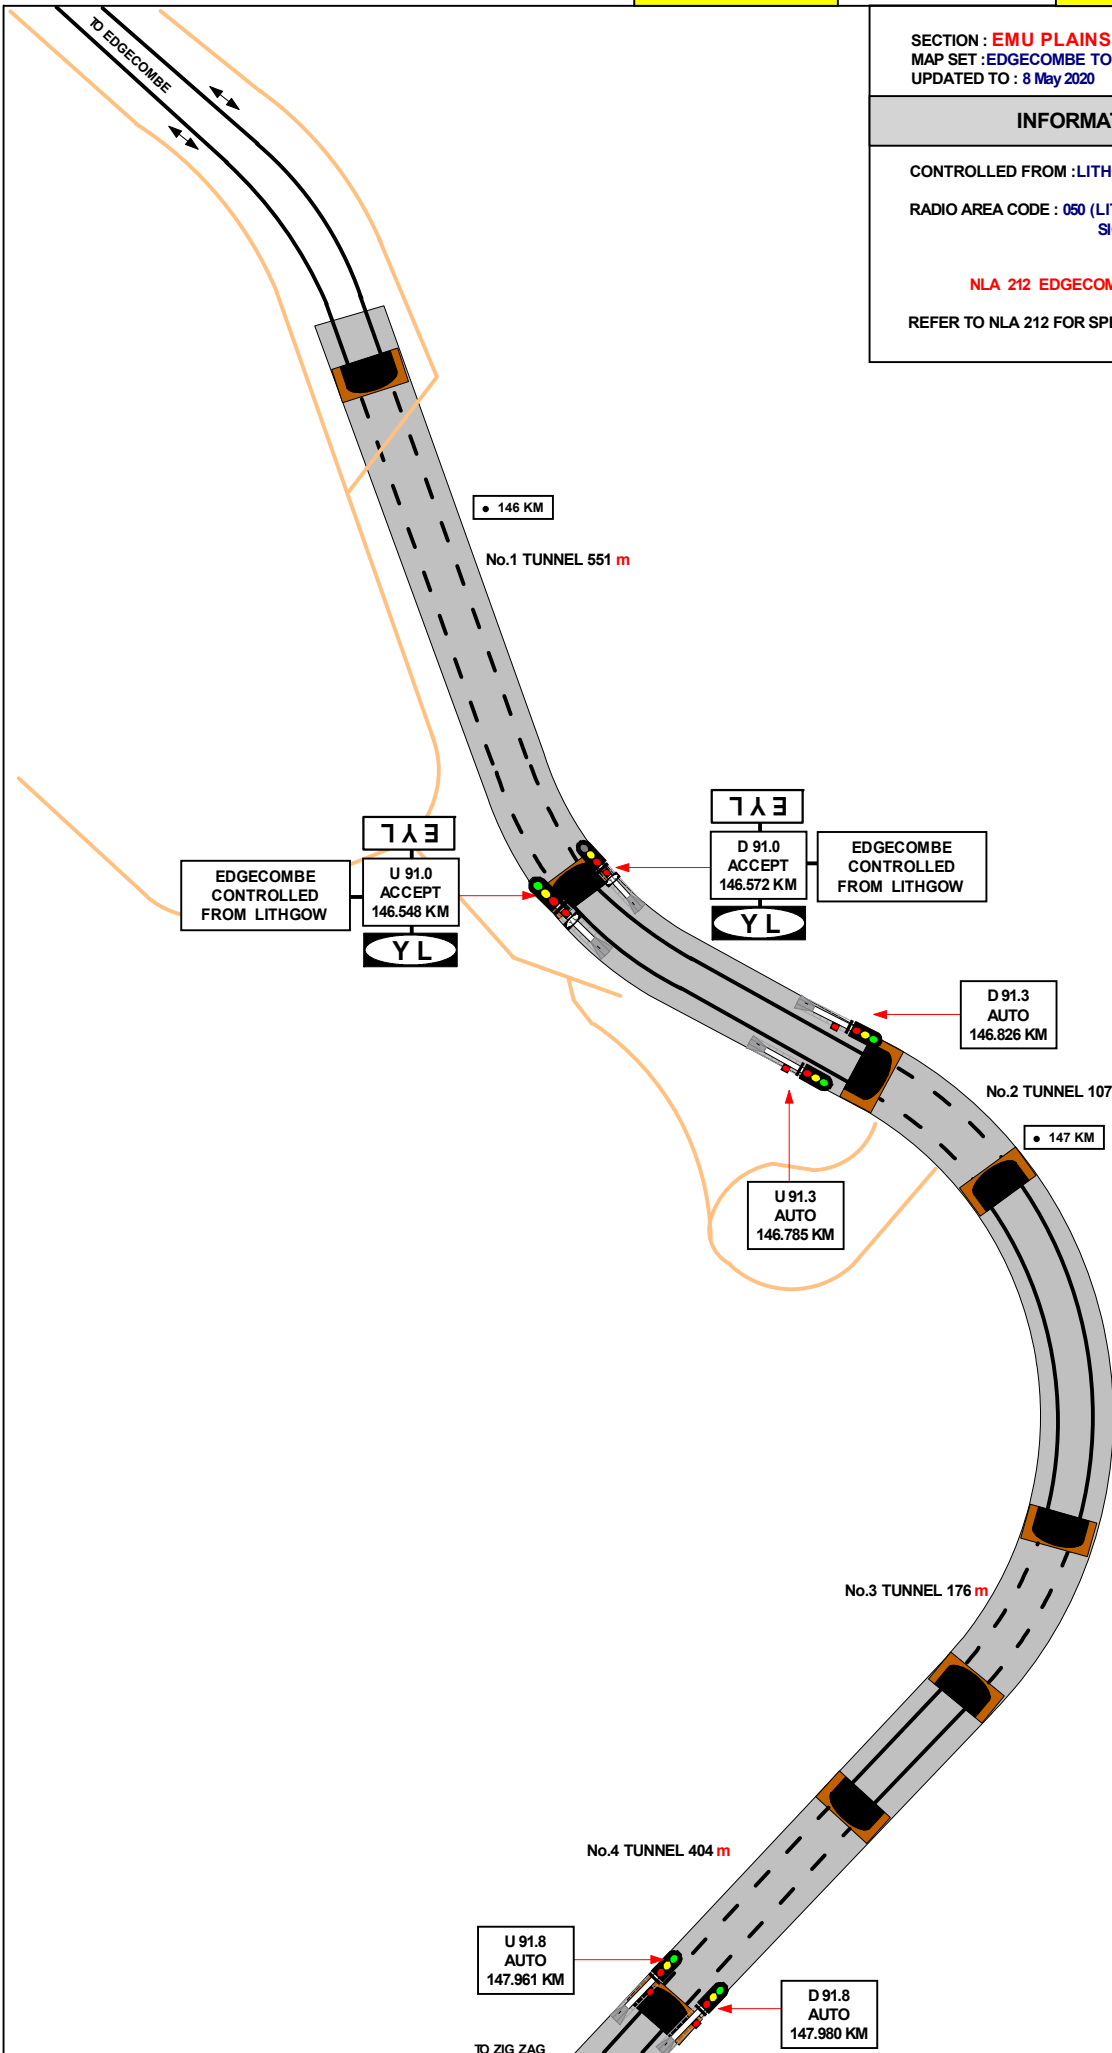 TO EDGECOMBE
SECTION : EMU PLAINS
MAP SET : EDGECOMBE TO
UPDATED TO : 8 May 2020
INFORMAT
CONTROLLED FROM : LITH
RADIO AREA CODE : 050 (LIT
SI
NLA 212 EDGECOM
REFER TO NLA 212 FOR SPE
• 146 KM
No.1 TUNNEL 551 m
EYL
U 91.0
ACCEPT
146.548 KM
YL
EDGECOMBE
CONTROLLED
FROM LITHGOW
EYL
D 91.0
ACCEPT
146.572 KM
YL
EDGECOMBE
CONTROLLED
FROM LITHGOW
D 91.3
AUTO
146.826 KM
No.2 TUNNEL 107
• 147 KM
U 91.3
AUTO
146.785 KM
No.3 TUNNEL 176 m
No.4 TUNNEL 404 m
U 91.8
AUTO
147.961 KM
D 91.8
AUTO
147.980 KM
TO ZIG ZAG